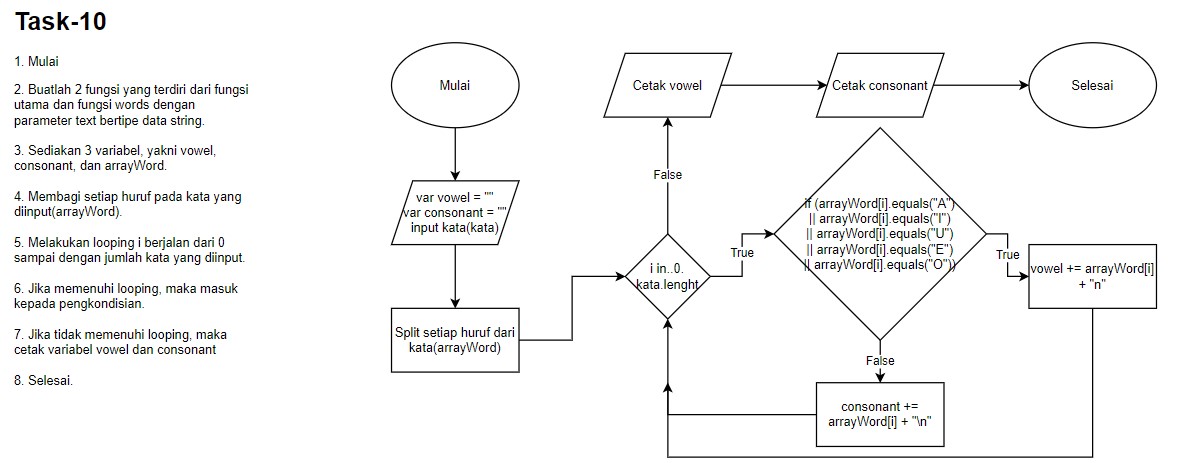 Task-10
1. Mulai
2. Buatlah 2 fungsi yang terdiri dari fungsi
utama dan fungsi words dengan
parameter text bertipe data string.
3. Sediakan 3 variabel, yakni vowel,
consonant, dan arrayWord.
4. Membagi setiap huruf pada kata yang
diinput(arrayWord).
5. Melakukan looping i berjalan dari 0
sampai dengan jumlah kata yang diinput.
6. Jika memenuhi looping, maka masuk
kepada pengkondisian.
7. Jika tidak memenuhi looping, maka
cetak variabel vowel dan consonant
8. Selesai.
Mulai
var vowel = ""
var consonant = ""
input kata(kata)
Split setiap huruf dari
kata(arrayWord)
i in..0.
kata.lenght
False
Cetak vowel
Cetak consonant
Selesai
True
if (arrayWord[i].equals("A")
|| arrayWord[i].equals("I")
|| arrayWord[i].equals("U")
|| arrayWord[i].equals("E")
|| arrayWord[i].equals("O"))
True
vowel += arrayWord[i]
+ "n"
False
consonant +=
arrayWord[i] + "\n"